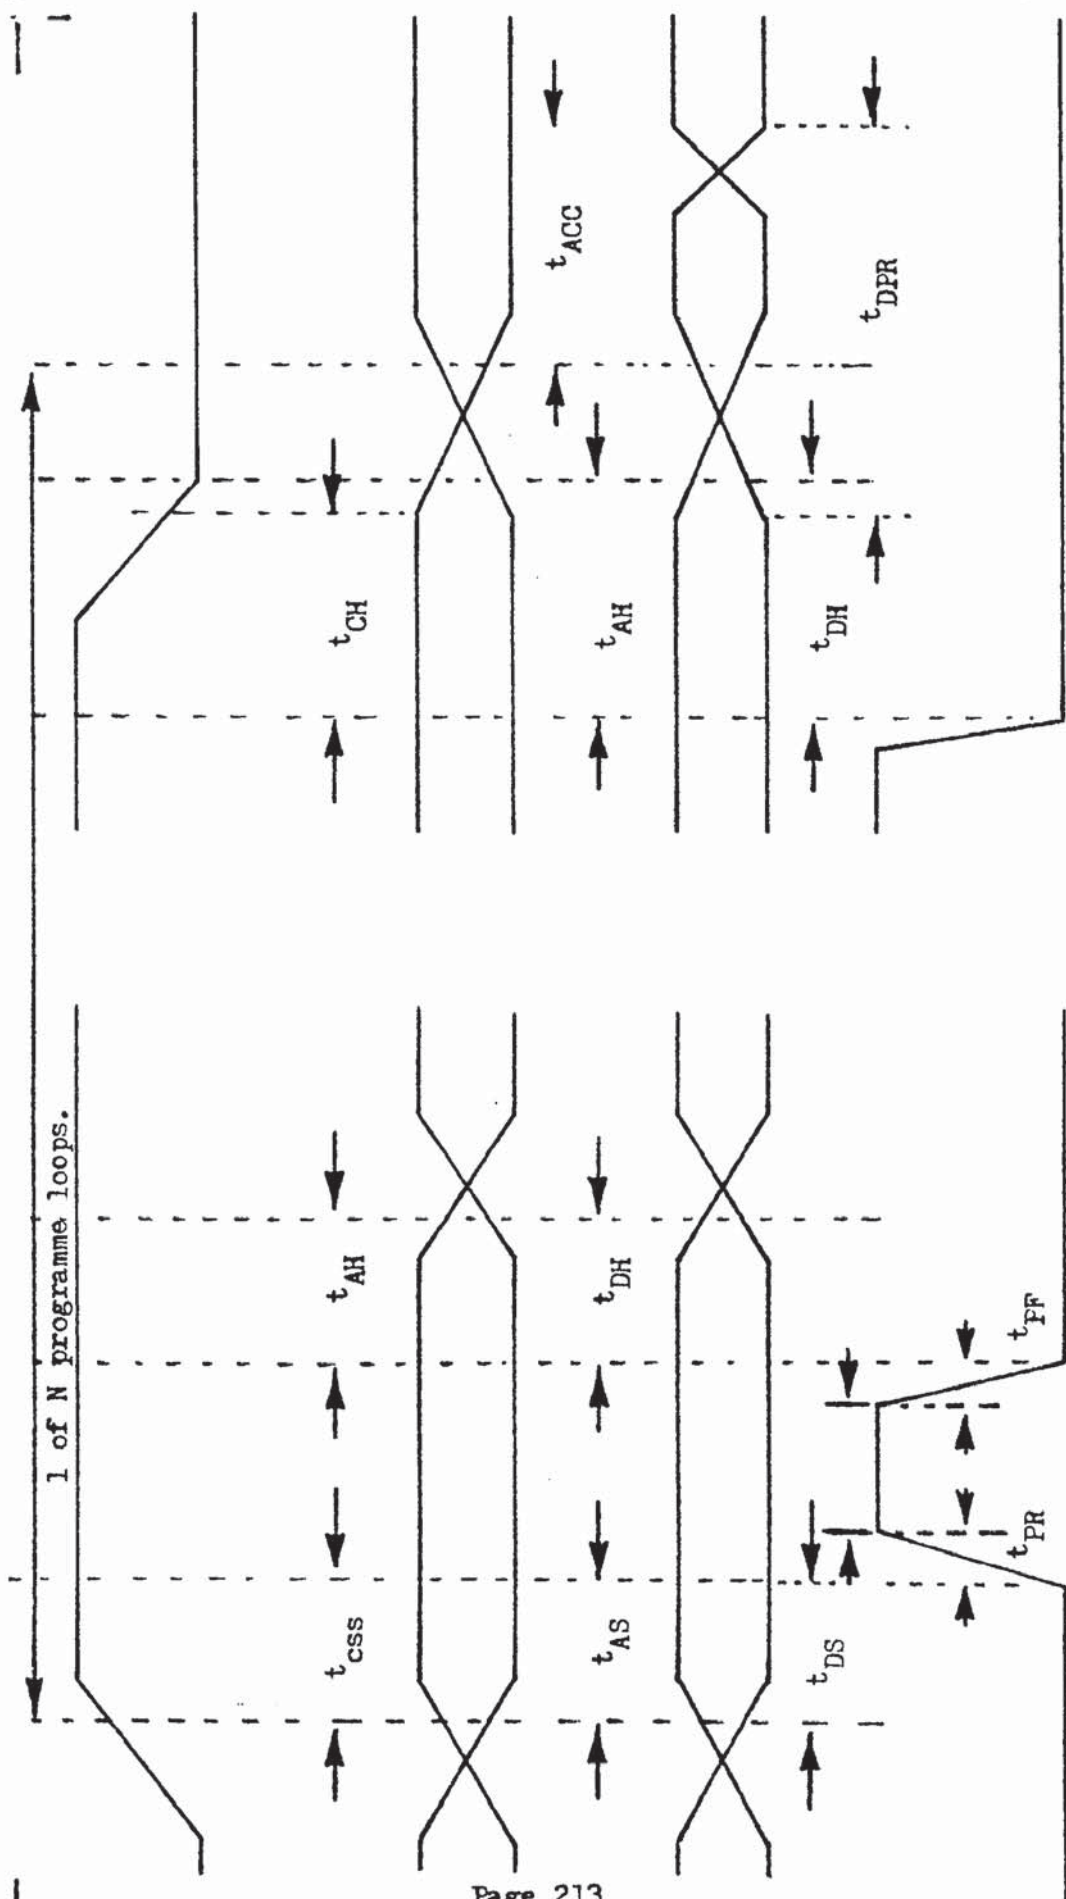 1 of N programme loops.
tCSS
tAH
tCH
tACC
tAS
tDH
tAH
tDS
tDH
tDPR
tPR
tPF
Page 213